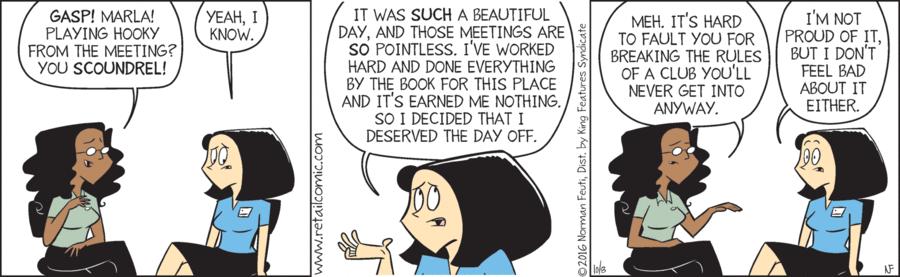 GASP! MARLA!
PLAYING HOOKY
FROM THE MEETING?
YOU SCOUNDREL!
YEAH, I
KNOW.
www.retailcomic.com
IT WAS SUCH A BEAUTIFUL
DAY, AND THOSE MEETINGS ARE
SO POINTLESS. I'VE WORKED
HARD AND DONE EVERYTHING
BY THE BOOK FOR THIS PLACE
AND IT'S EARNED ME NOTHING.
SO I DECIDED THAT I
DESERVED THE DAY OFF.
©2016 Norman Feuti, Dist. by King Features Syndicate
MEH. IT'S HARD
TO FAULT YOU FOR
BREAKING THE RULES
OF A CLUB YOU'LL
NEVER GET INTO
ANYWAY.
I'M NOT
PROUD OF IT,
BUT I DON'T
FEEL BAD
ABOUT IT
EITHER.
10/8
NF